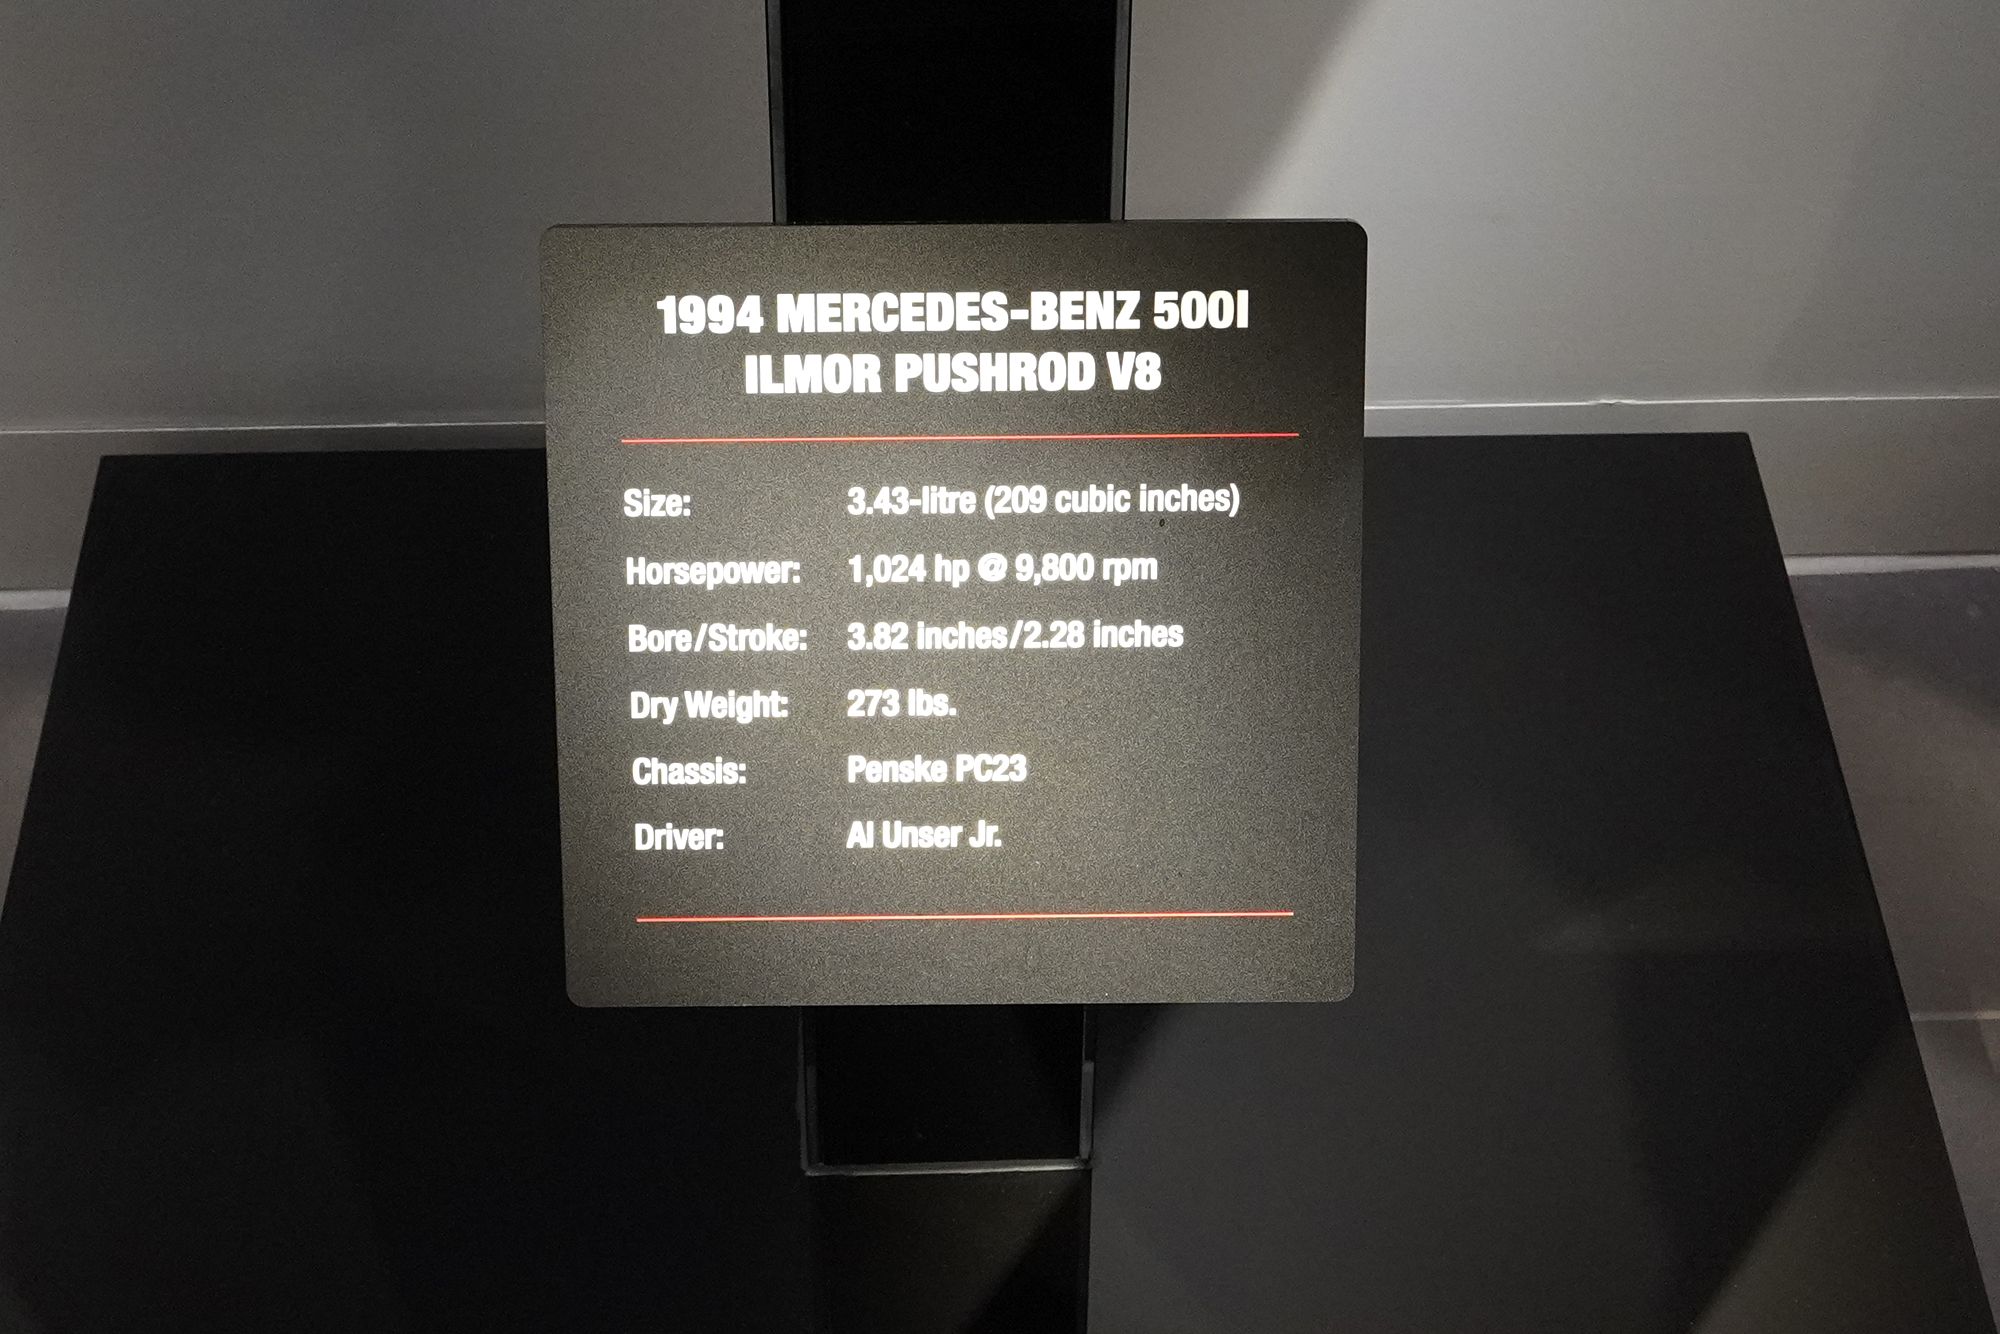 1994 MERCEDES-BENZ 500I
ILMOR PUSHROD V8
Size: 3.43-litre (209 cubic inches)
Horsepower: 1,024 hp @ 9,800 rpm
Bore/Stroke: 3.82 inches/2.28 inches
Dry Weight: 273 lbs.
Chassis: Penske PC23
Driver: Al Unser Jr.